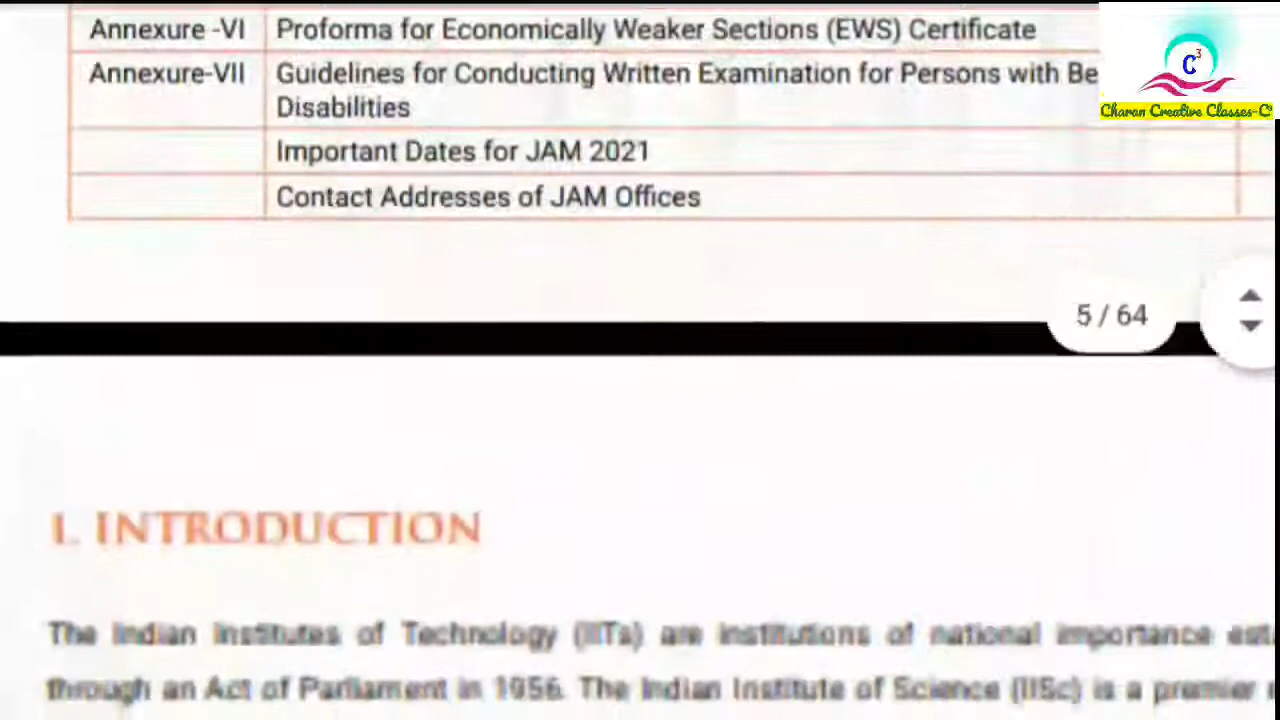 Annexure -VI Proforma for Economically Weaker Sections (EWS) Certificate
Annexure-VII Guidelines for Conducting Written Examination for Persons with Be
Disabilities
Important Dates for JAM 2021
Contact Addresses of JAM Offices
C3
Charan Creative Classes-C
5 / 64
I. INTRODUCTION
The Indian Institutes of Technology (IITs) are institutions of national importance est
through an Act of Parliament in 1956. The Indian Institute of Science (IISc) is a premier